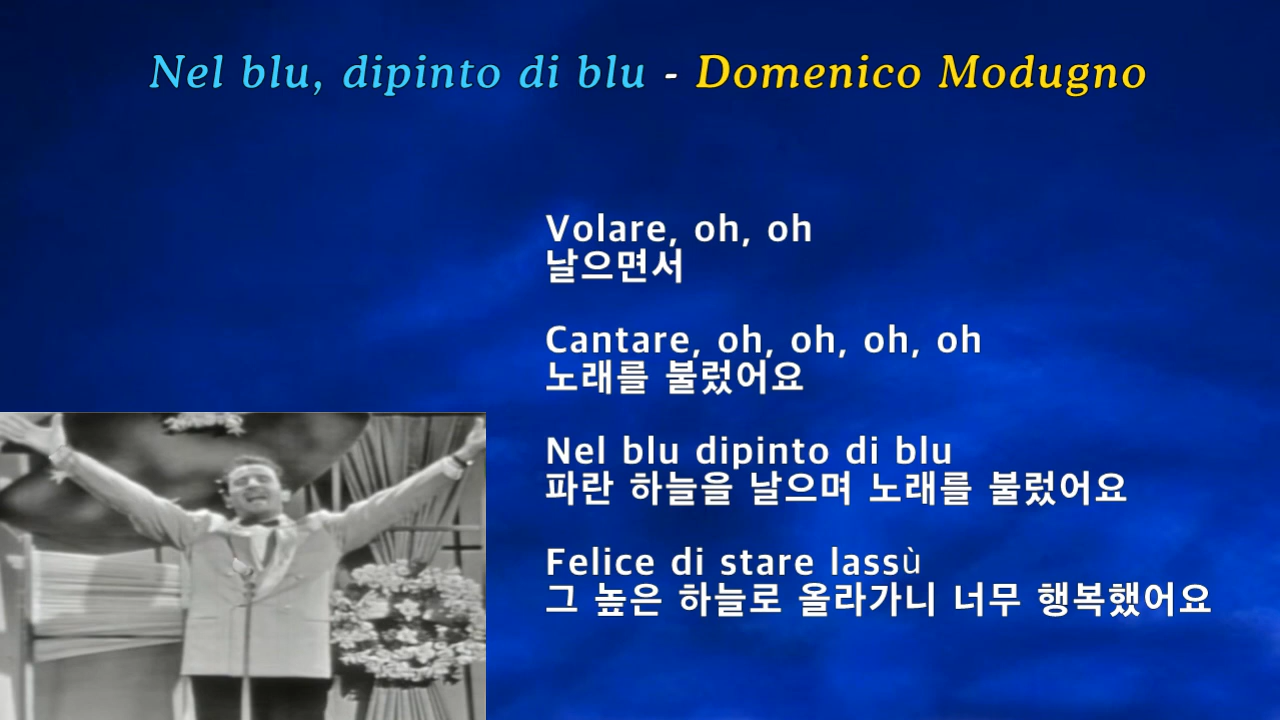 Nel blu, dipinto di blu - Domenico Modugno
Volare, oh, oh
날으면서
Cantare, oh, oh, oh, oh
노래를 불렀어요
Nel blu dipinto di blu
파란 하늘을 날으며 노래를 불렀어요
Felice di stare lassù
그 높은 하늘로 올라가니 너무 행복했어요